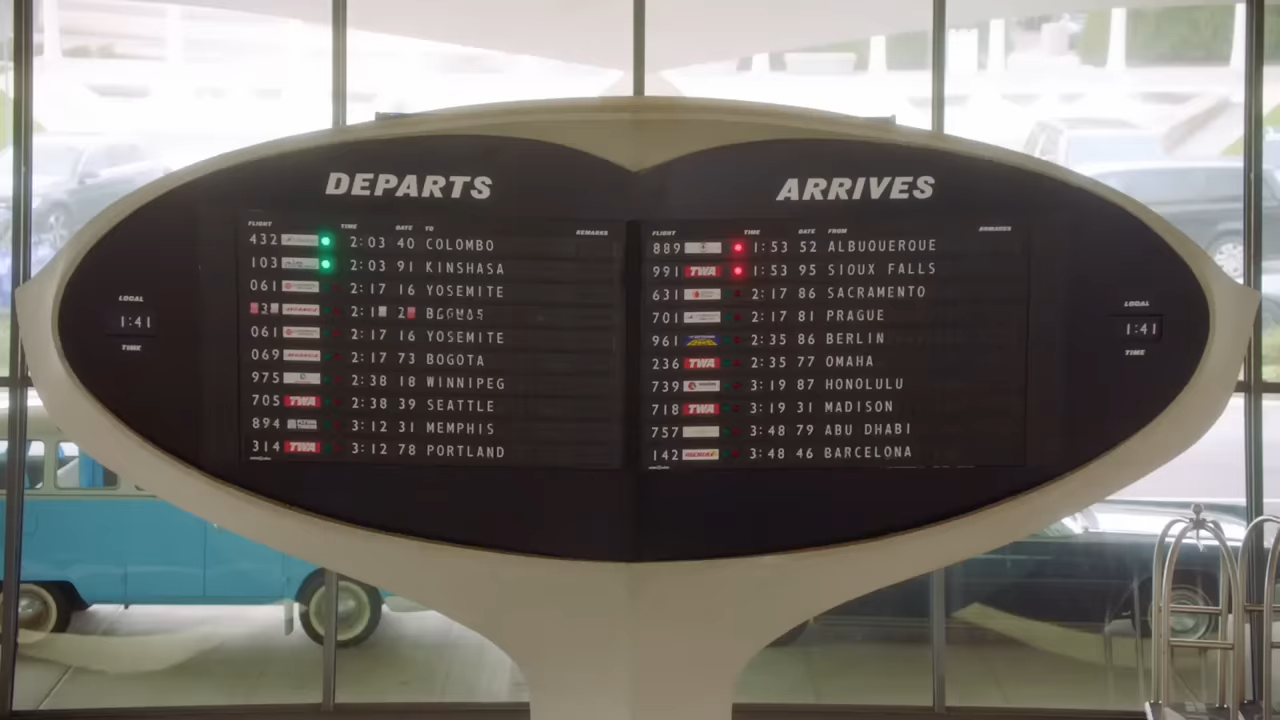 DEPARTS
FLIGHT TIME DATE TO REMARKS
432 2:03 40 COLOMBO
103 2:03 91 KINSHASA
061 2:17 16 YOSEMITE
061 2:17 16 YOSEMITE
069 2:17 73 BOGOTA
975 2:38 18 WINNIPEG
705 TWA 2:38 39 SEATTLE
894 3:12 31 MEMPHIS
314 TWA 3:12 78 PORTLAND
LOCAL
1:41
TIME
ARRIVES
FLIGHT TIME DATE FROM
889 1:53 52 ALBUQUERQUE
991 TWA 1:53 95 SIOUX FALLS
631 2:17 86 SACRAMENTO
701 2:17 81 PRAGUE
961 2:35 86 BERLIN
236 TWA 2:35 77 OMAHA
739 3:19 87 HONOLULU
718 TWA 3:19 31 MADISON
757 3:48 79 ABU DHABI
142 3:48 46 BARCELONA
LOCAL
1:41
TIME